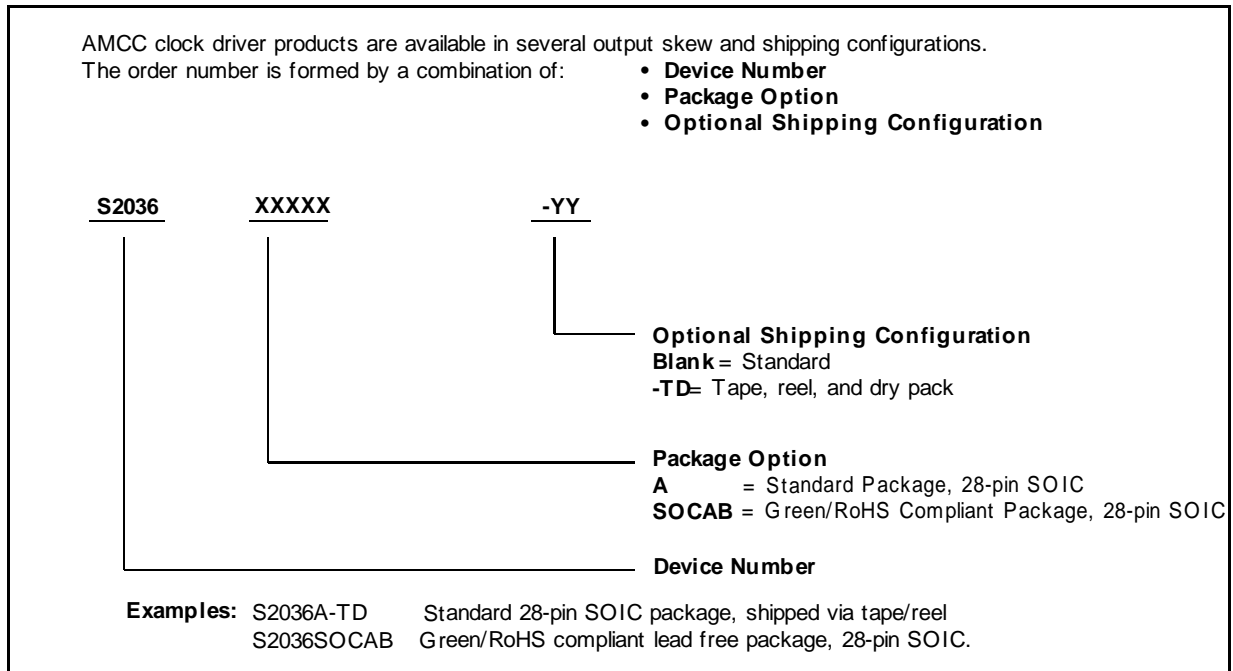 AMCC clock driver products are available in several output skew and shipping configurations.
The order number is formed by a combination of:
• Device Number
• Package Option
• Optional Shipping Configuration
S2036 XXXXX -YY
Optional Shipping Configuration
Blank = Standard
-TD= Tape, reel, and dry pack
Package Option
A = Standard Package, 28-pin SOIC
SOCAB = Green/RoHS Compliant Package, 28-pin SOIC
Device Number
Examples: S2036A-TD Standard 28-pin SOIC package, shipped via tape/reel
S2036SOCAB Green/RoHS compliant lead free package, 28-pin SOIC.